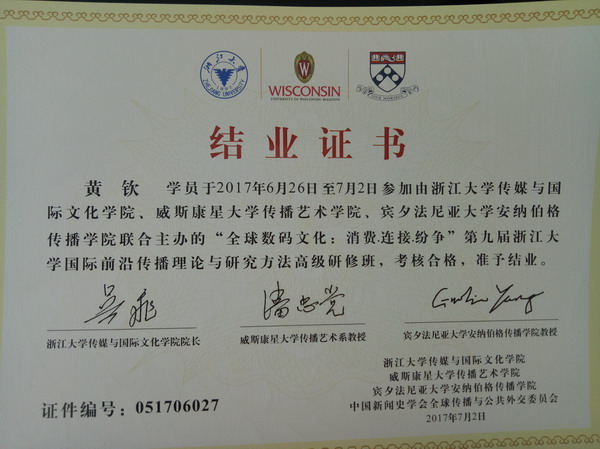 浙江大学
ZHEJIANG UNIVERSITY
1897
W
WISCONSIN
UNIVERSITY OF WISCONSIN-MADISON
结业证书
黄 钦 学员于2017年6月26日至7月2日参加由浙江大学传媒与国
际文化学院、威斯康星大学传播艺术学院、宾夕法尼亚大学安纳伯格
传播学院联合主办的“全球数码文化：消费.连接.纷争”第九届浙江大
学国际前沿传播理论与研究方法高级研修班，考核合格，准予结业。
吴飞
潘忠党
浙江大学传媒与国际文化学院院长
威斯康星大学传播艺术系教授
宾夕法尼亚大学安纳伯格传播学院教授
浙江大学传媒与国际文化学院
威斯康星大学传播艺术学院
宾夕法尼亚大学安纳伯格传播学院
中国新闻史学会全球传播与公共外交委员会
2017年7月2日
证件编号：051706027